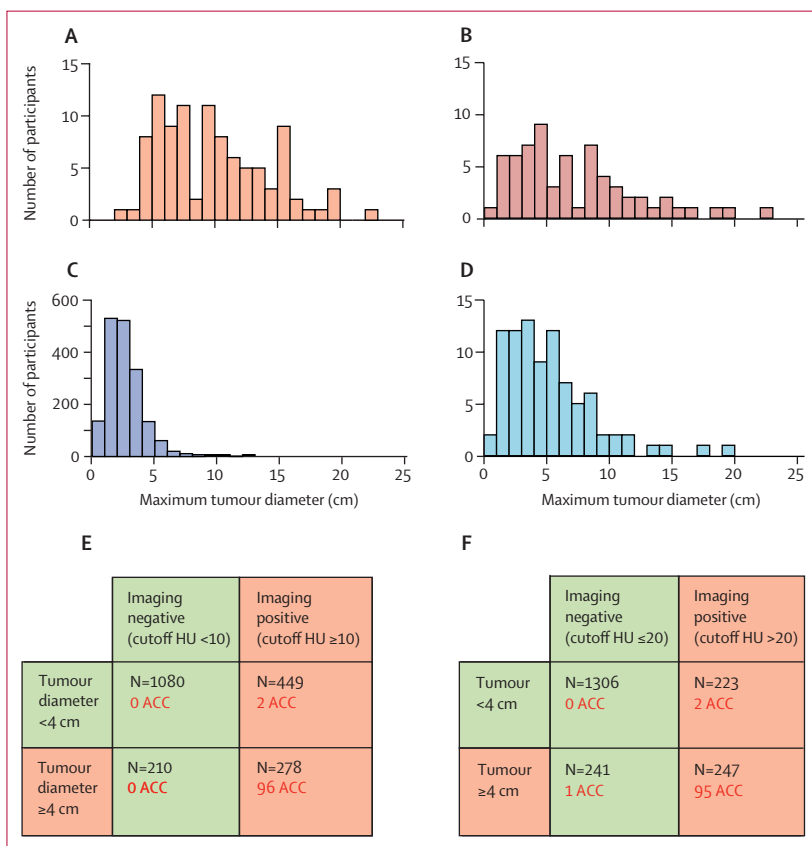 A
B
15
10
5
0
Number of participants
15
10
5
0
C
D
600
400
200
0
Number of participants
0
5
10
15
20
25
Maximum tumour diameter (cm)
15
10
5
0
0
5
10
15
20
25
Maximum tumour diameter (cm)
E
Imaging
negative
(cutoff HU <10)
Imaging
positive
(cutoff HU ≥10)
Tumour
diameter
<4 cm
N=1080
0 ACC
N=449
2 ACC
Tumour
diameter
≥4 cm
N=210
0 ACC
N=278
96 ACC
F
Imaging
negative
(cutoff HU ≤20)
Imaging
positive
(cutoff HU >20)
Tumour
<4 cm
N=1306
0 ACC
N=223
2 ACC
Tumour
≥4 cm
N=241
1 ACC
N=247
95 ACC